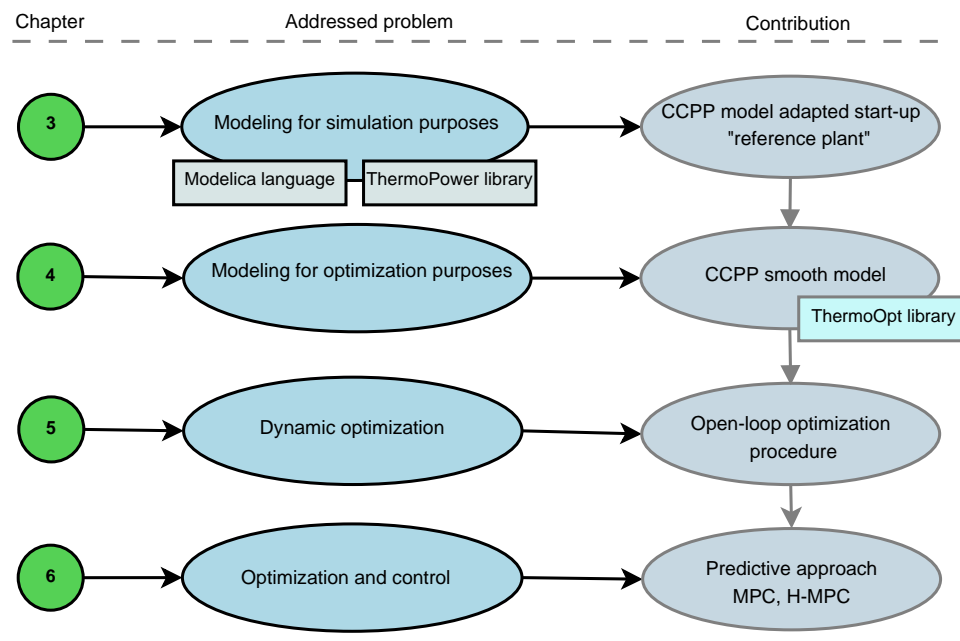 Chapter
Addressed problem
Contribution
3
Modeling for simulation purposes
Modelica language
ThermoPower library
CCPP model adapted start-up
"reference plant"
4
Modeling for optimization purposes
CCPP smooth model
ThermoOpt library
5
Dynamic optimization
Open-loop optimization
procedure
6
Optimization and control
Predictive approach
MPC, H-MPC